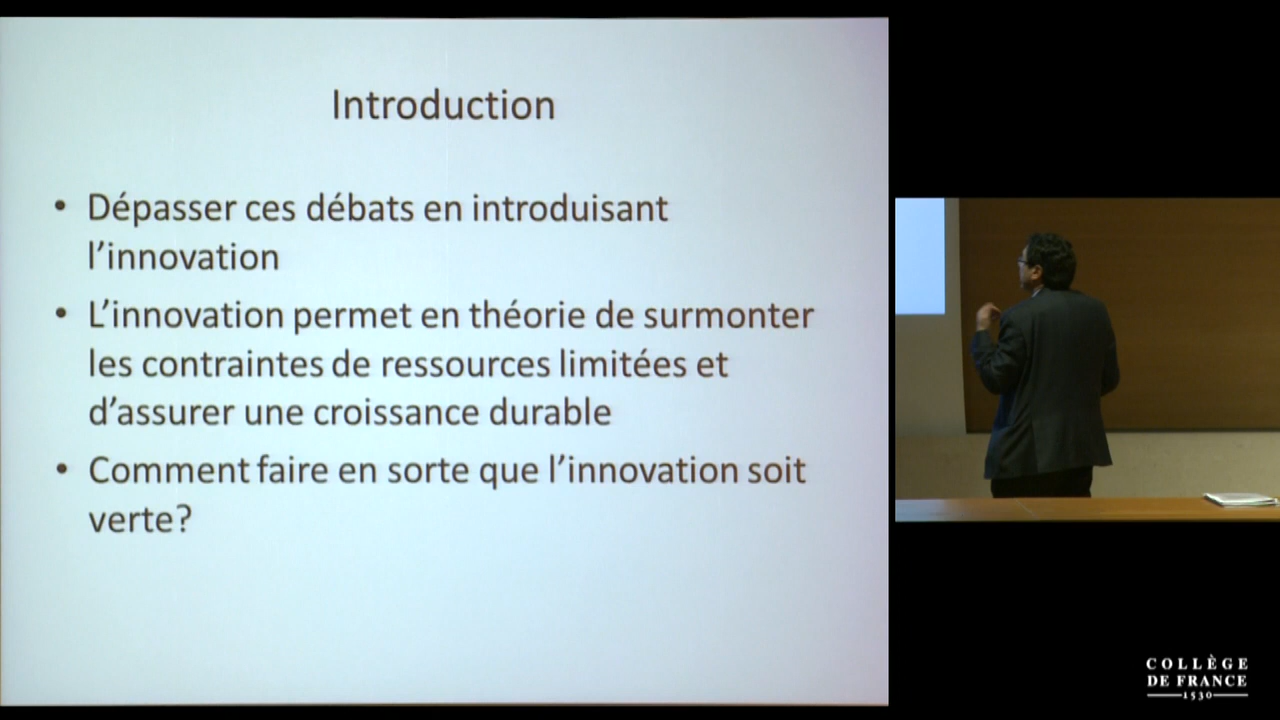 Introduction
• Dépasser ces débats en introduisant
l’innovation
• L’innovation permet en théorie de surmonter
les contraintes de ressources limitées et
d’assurer une croissance durable
• Comment faire en sorte que l’innovation soit
verte?
COLLÈGE
DE FRANCE
1530